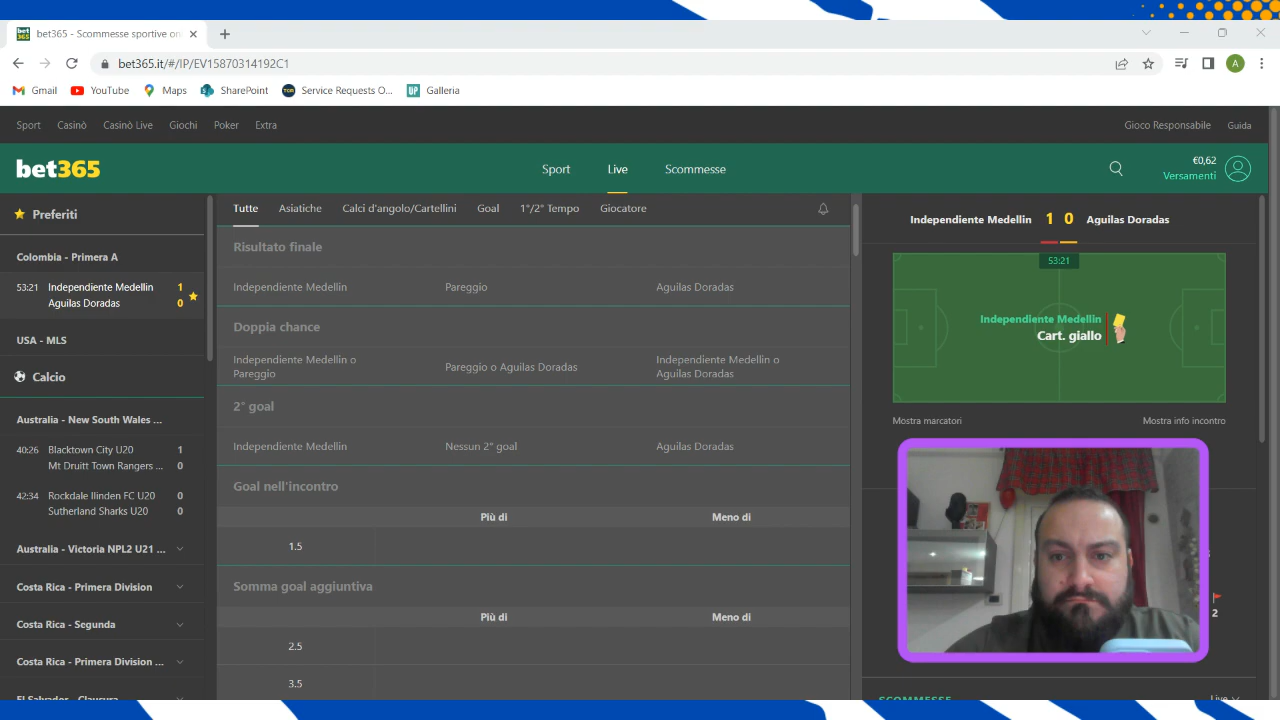 bet365 - Scommesse sportive on
bet365.it/#/IP/EV15870314192C1
A
Gmail
YouTube
Maps
SharePoint
Service Requests O...
Galleria
Sport
Casinò
Casinò Live
Giochi
Poker
Extra
Gioco Responsabile
Guida
bet365
Sport
Live
Scommesse
€0,62
Versamenti
Preferiti
Colombia - Primera A
53:21 Independiente Medellin 1
Aguilas Doradas 0
USA - MLS
Calcio
Australia - New South Wales ...
40:26 Blacktown City U20 1
Mt Druitt Town Rangers ... 0
42:34 Rockdale Ilinden FC U20 0
Sutherland Sharks U20 0
Australia - Victoria NPL2 U21 ...
Costa Rica - Primera Division
Costa Rica - Segunda
Costa Rica - Primera Division ...
El Salvador - Clausura
Tutte
Asiatiche
Calci d'angolo/Cartellini
Goal
1°/2° Tempo
Giocatore
Risultato finale
Independiente Medellin
Pareggio
Aguilas Doradas
Doppia chance
Independiente Medellin o
Pareggio
Pareggio o Aguilas Doradas
Independiente Medellin o
Aguilas Doradas
2° goal
Independiente Medellin
Nessun 2° goal
Aguilas Doradas
Goal nell'incontro
Più di
Meno di
1.5
Somma goal aggiuntiva
Più di
Meno di
2.5
3.5
Independiente Medellin 1 0 Aguilas Doradas
53:21
Independiente Medellin
Cart. giallo
Mostra marcatori
Mostra info incontro
2
SCOMMESSE
Live